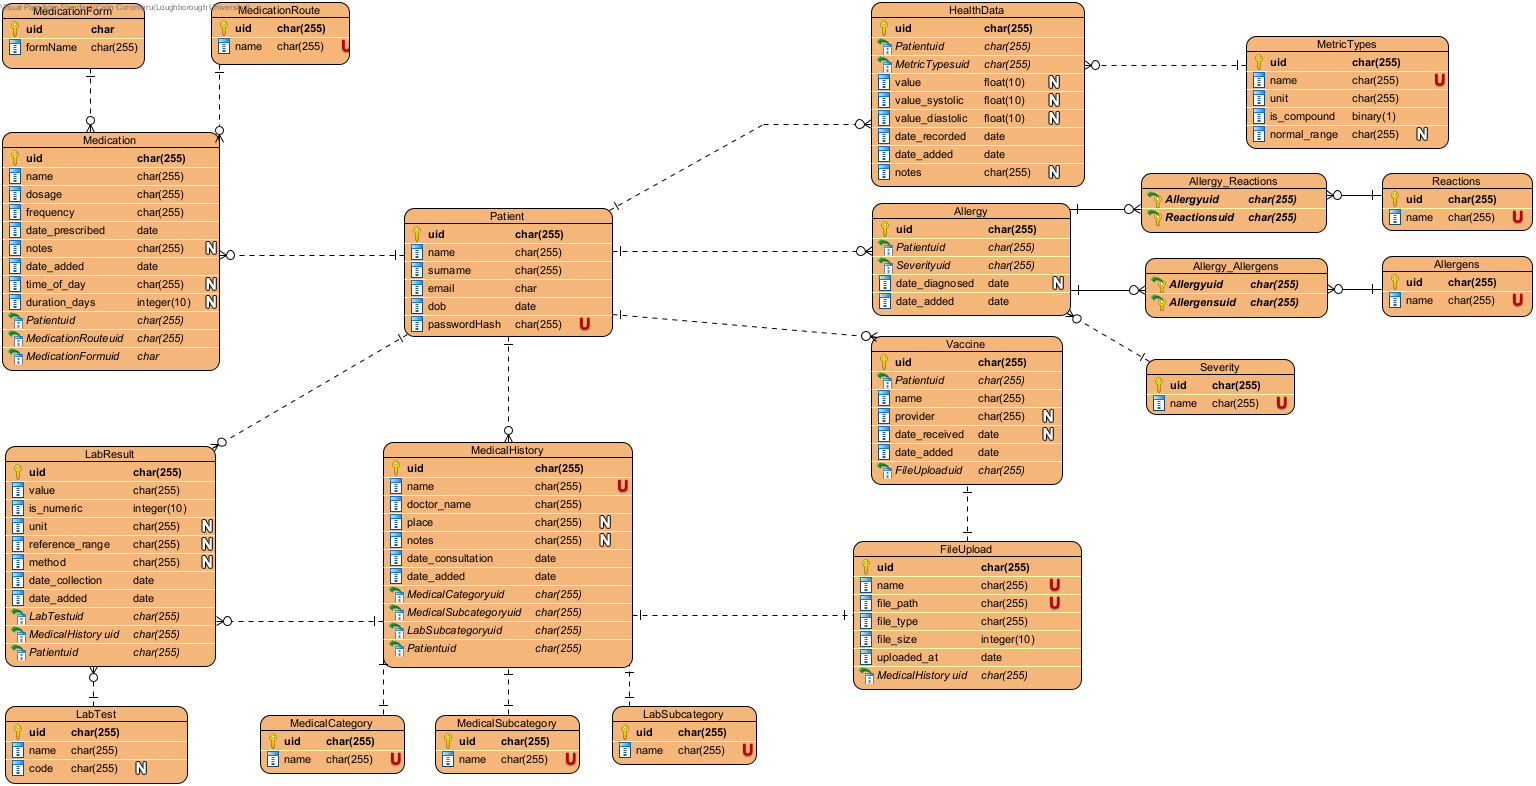 MedicationForm
uid char
formName char(255)
MedicationRoute
uid char(255)
name char(255) U
Medication
uid char(255)
name char(255)
dosage char(255)
frequency char(255)
date_prescribed date
notes char(255) N
date_added date
time_of_day char(255) N
duration_days integer(10) N
Patientuid char(255)
MedicationRouteuid char(255)
MedicationFormuid char
Patient
uid char(255)
name char(255)
surname char(255)
email char
dob date
passwordHash char(255) U
HealthData
uid char(255)
Patientuid char(255)
MetricTypesuid char(255)
value float(10) N
value_systolic float(10) N
value_diastolic float(10) N
date_recorded date
date_added date
notes char(255) N
MetricTypes
uid char(255)
name char(255) U
unit char(255)
is_compound binary(1)
normal_range char(255) N
Allergy
uid char(255)
Patientuid char(255)
Severityuid char(255)
date_diagnosed date N
date_added date
Allergy_Reactions
Allergyuid char(255)
Reactionsuid char(255)
Reactions
uid char(255)
name char(255) U
Allergy_Allergens
Allergyuid char(255)
Allergensuid char(255)
Allergens
uid char(255)
name char(255) U
Severity
uid char(255)
name char(255) U
Vaccine
uid char(255)
Patientuid char(255)
name char(255)
provider char(255) N
date_received date N
date_added date
FileUploaduid char(255)
LabResult
uid char(255)
value char(255)
is_numeric integer(10)
unit char(255) N
reference_range char(255) N
method char(255) N
date_collection date
date_added date
LabTestuid char(255)
MedicalHistoryuid char(255)
Patientuid char(255)
MedicalHistory
uid char(255)
name char(255) U
doctor_name char(255)
place char(255) N
notes char(255) N
date_consultation date
date_added date
MedicalCategoryuid char(255)
MedicalSubcategoryuid char(255)
LabSubcategoryuid char(255)
Patientuid char(255)
FileUpload
uid char(255)
name char(255) U
file_path char(255) U
file_type char(255)
file_size integer(10)
uploaded_at date
MedicalHistoryuid char(255)
LabTest
uid char(255)
name char(255)
code char(255) N
MedicalCategory
uid char(255)
name char(255) U
MedicalSubcategory
uid char(255)
name char(255) U
LabSubcategory
uid char(255)
name char(255) U